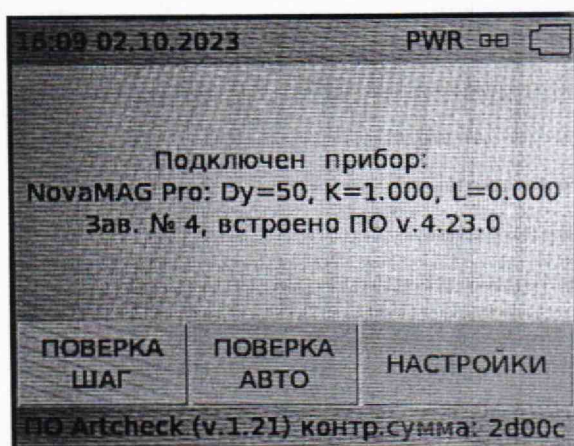 16:09 02.10.2023 PWR
Подключен прибор:
NovaMAG Pro: Dy=50, K=1.000, L=0.000
Зав. № 4, встроено ПО v.4.23.0
ПОВЕРКА ШАГ
ПОВЕРКА АВТО
НАСТРОЙКИ
ПО Artcheck (v.1.21) контр.сумма: 2d00c